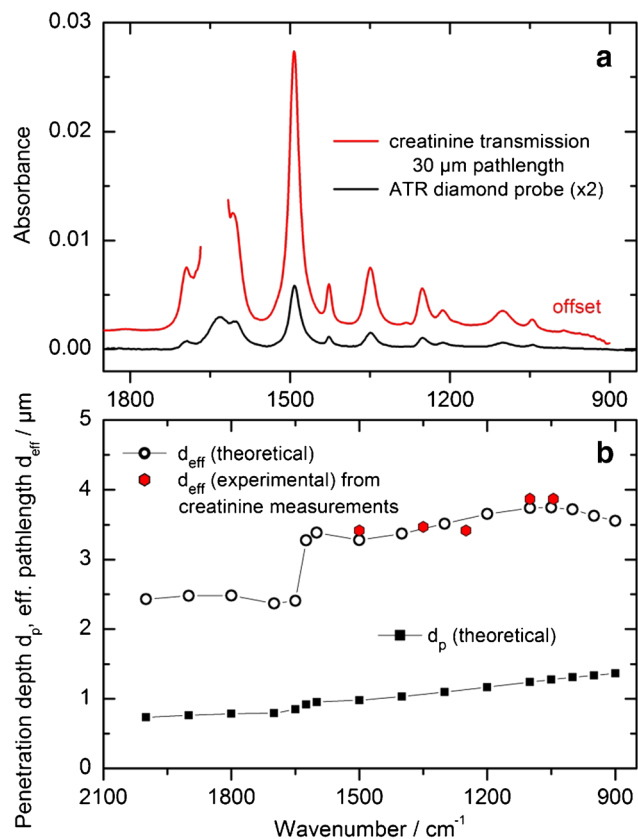 0.03
a
creatinine transmission
30 µm pathlength
ATR diamond probe (x2)
0.02
Absorbance
0.01
offset
0.00
1800 1500 1200 900
5
b
d_eff (theoretical)
d_eff (experimental) from
creatinine measurements
4
3
2
d_p (theoretical)
1
0
Penetration depth d_p, eff. pathlength d_eff / µm
2100 1800 1500 1200 900
Wavenumber / cm⁻¹